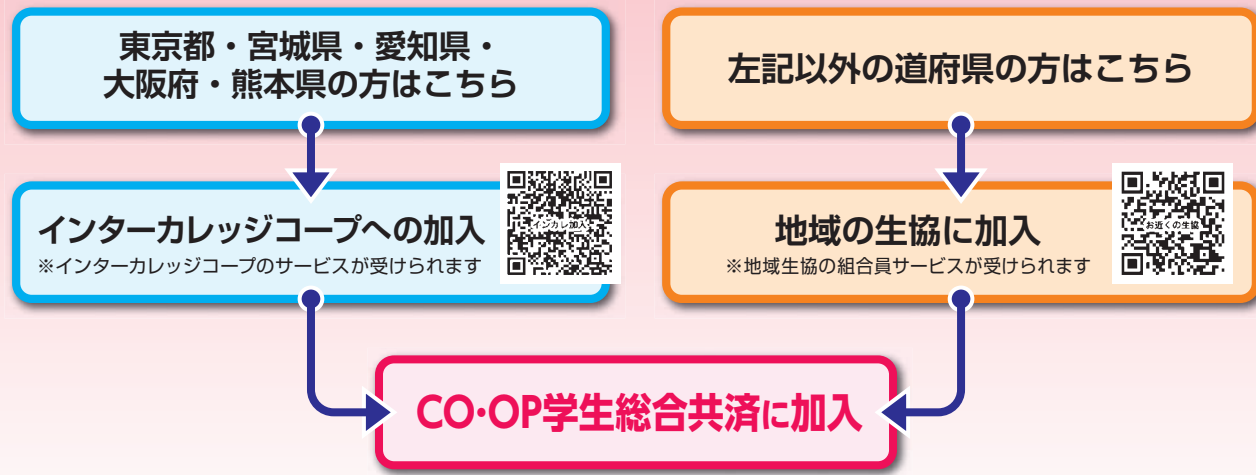 東京都・宮城県・愛知県・
大阪府・熊本県の方はこちら
左記以外の道府県の方はこちら
インターカレッジコープへの加入
※インターカレッジコープのサービスが受けられます
インカレ加入
地域の生協に加入
※地域生協の組合員サービスが受けられます
お近くの生協
CO・OP学生総合共済に加入